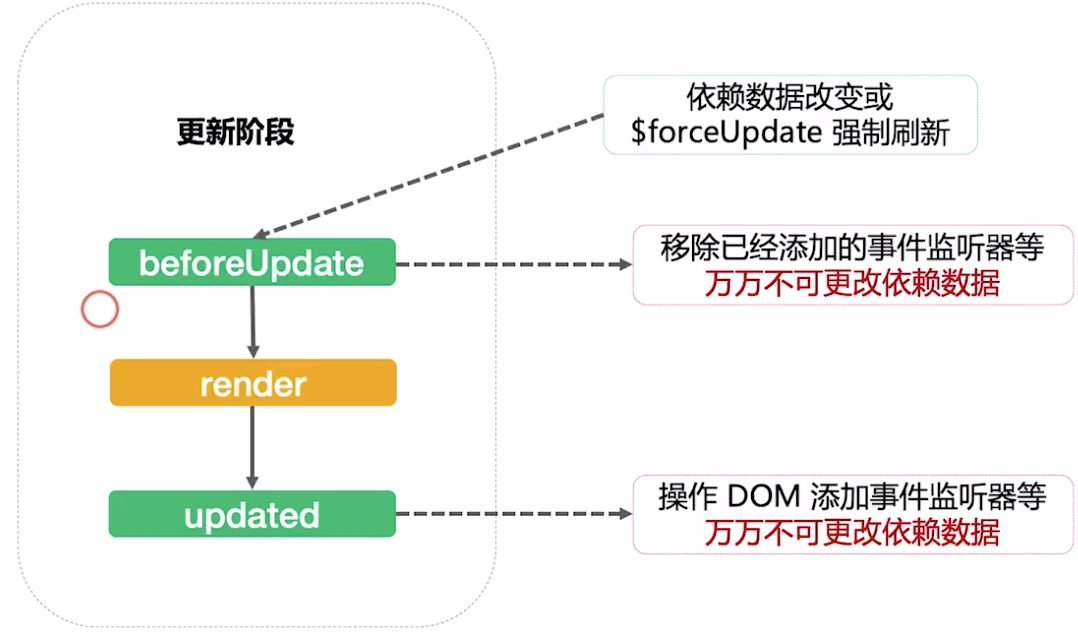 更新阶段
依赖数据改变或
$forceUpdate 强制刷新
beforeUpdate
移除已经添加的事件监听器等
万万不可更改依赖数据
render
updated
操作 DOM 添加事件监听器等
万万不可更改依赖数据